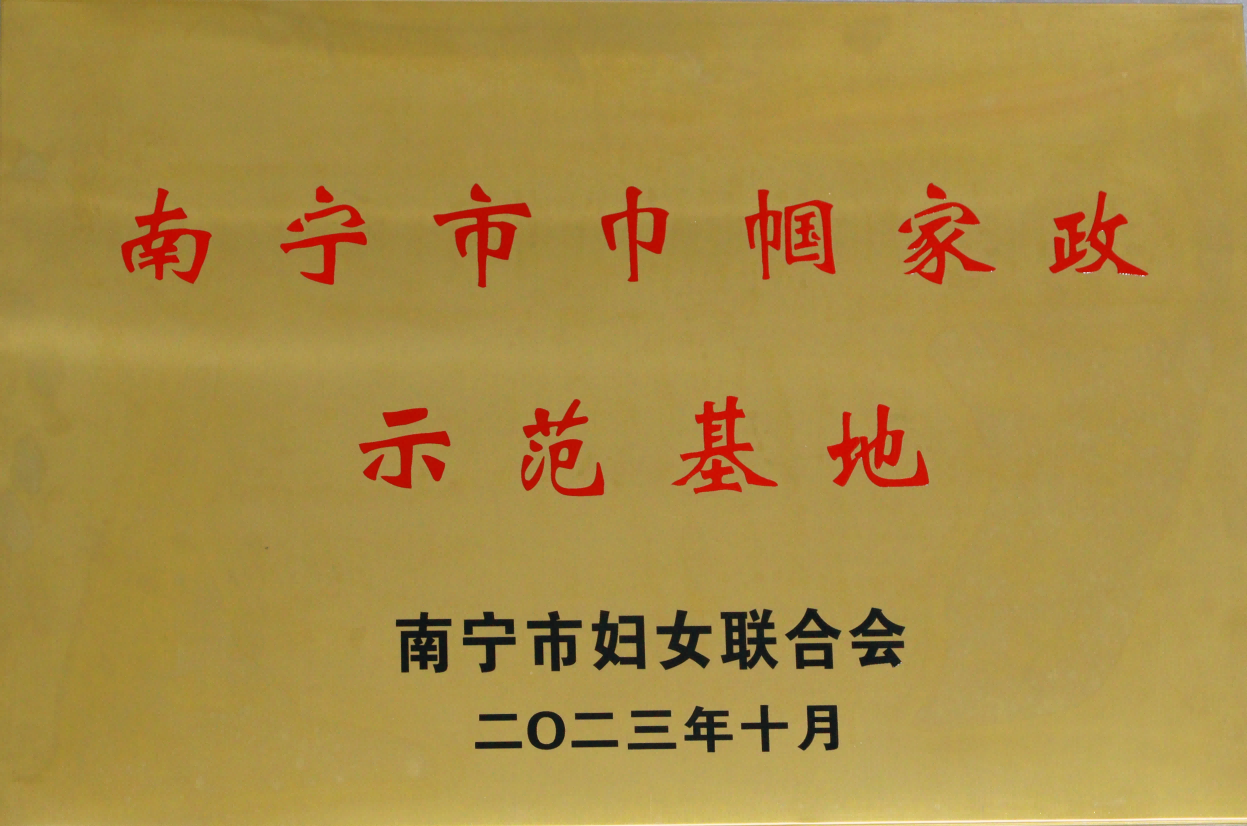 南宁市巾帼家政
示范基地
南宁市妇女联合会
二〇二三年十月